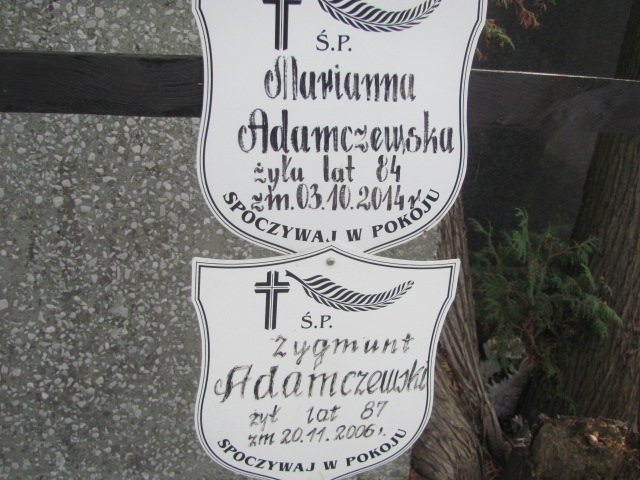 Ś.P.
Marianna
Adamczewska
żyła lat 84
zm. 03.10.2014 r.
SPOCZYWAJ W POKOJU
Ś.P.
Zygmunt
Adamczewski
żył lat 87
zm 20.11.2006 r.
SPOCZYWAJ W POKOJU